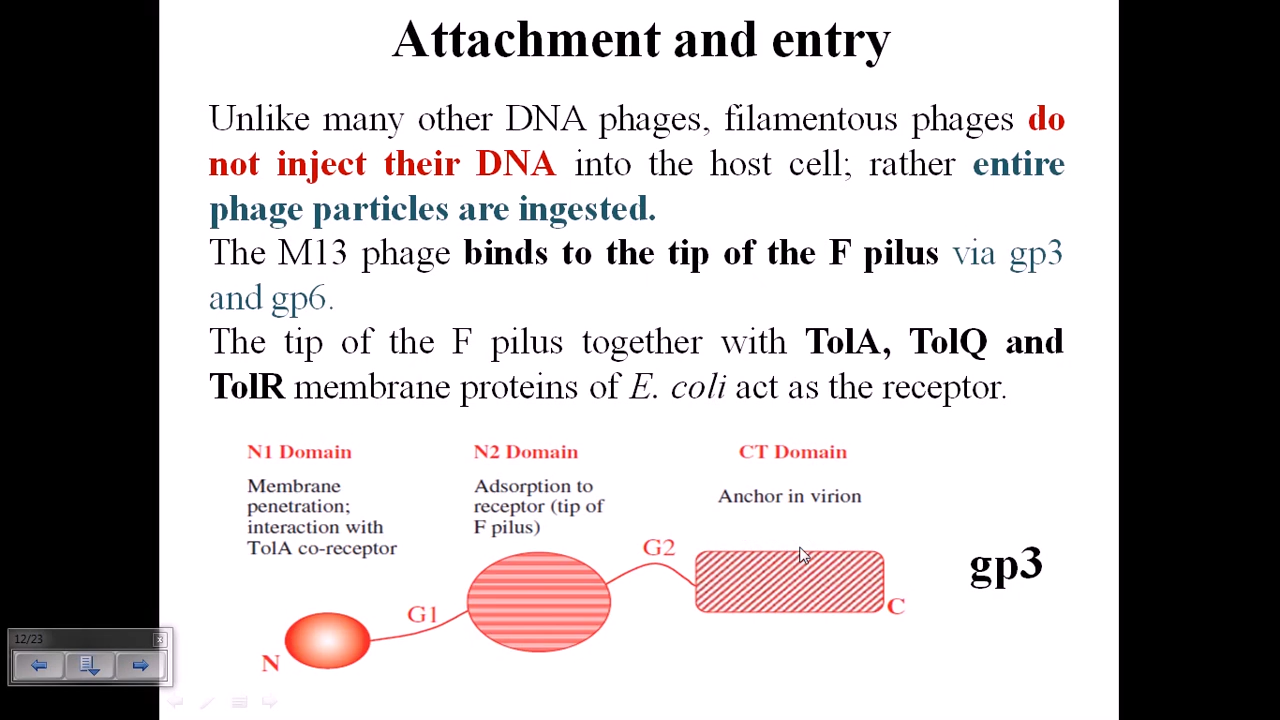 Attachment and entry
Unlike many other DNA phages, filamentous phages do
not inject their DNA into the host cell; rather entire
phage particles are ingested.
The M13 phage binds to the tip of the F pilus via gp3
and gp6.
The tip of the F pilus together with TolA, TolQ and
TolR membrane proteins of E. coli act as the receptor.
N1 Domain
Membrane
penetration;
interaction with
TolA co-receptor
N2 Domain
Adsorption to
receptor (tip of
F pilus)
CT Domain
Anchor in virion
G2
gp3
G1
C
N
12/23
x